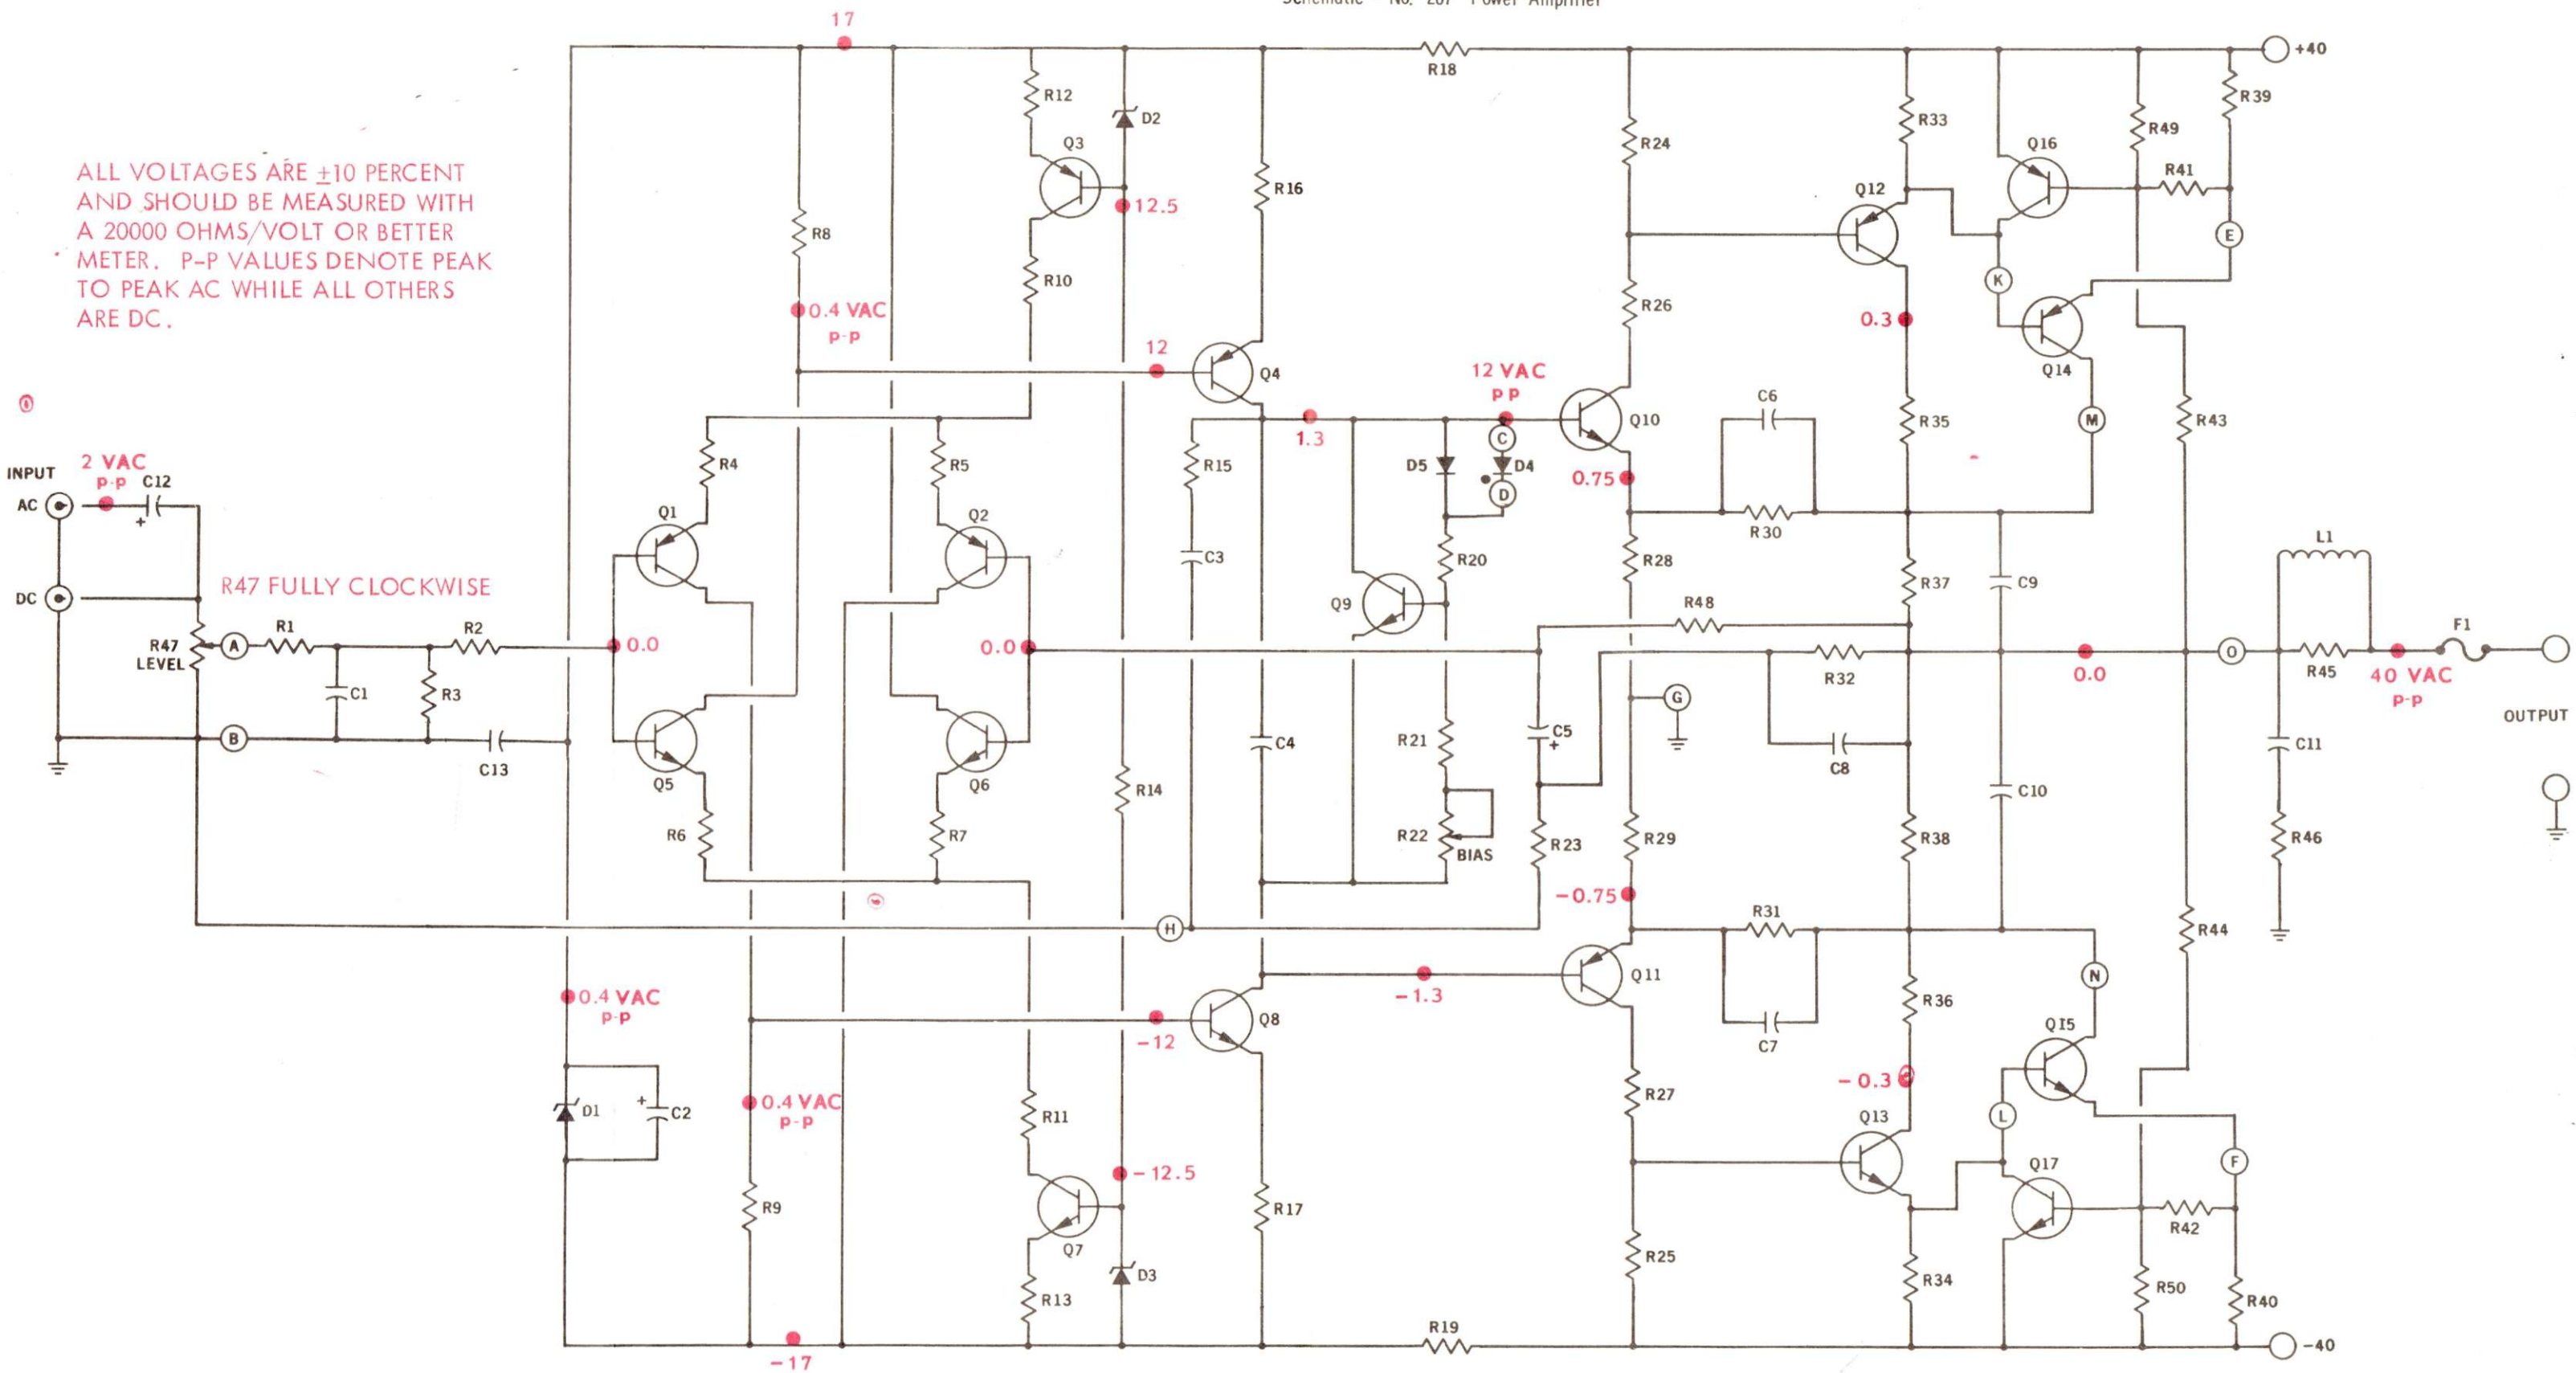 Schematic No. 207 Power Amplifier
17
+40
R18
R12
D2
R39
R33
R49
Q3
R24
Q16
ALL VOLTAGES ARE ±10 PERCENT
AND SHOULD BE MEASURED WITH
A 20000 OHMS/VOLT OR BETTER
METER. P-P VALUES DENOTE PEAK
TO PEAK AC WHILE ALL OTHERS
ARE DC.
R41
R16
Q12
12.5
R8
E
R10
K
0.4 VAC
p-p
R26
0.3
12
Q4
Q14
12 VAC
p p
C6
Q10
R35
M
R43
1.3
C
INPUT
2 VAC
p-p
C12
AC
R4
R5
R15
D5
D4
D
0.75
Q1
Q2
R30
L1
C3
R20
R28
R37
C9
DC
R47 FULLY CLOCKWISE
Q9
R48
R47
LEVEL
A
R1
R2
0.0
0.0
F1
O
R45
R32
0.0
40 VAC
p-p
C1
R3
G
OUTPUT
B
C13
C5
+
R21
C4
C8
C11
Q5
Q6
R14
C10
R6
R7
R22
BIAS
R23
R29
R38
R46
-0.75
H
R31
R44
Q11
N
-1.3
0.4 VAC
p-p
Q8
R36
-12
C7
Q15
-0.3
D1
+
C2
0.4 VAC
p-p
R11
R27
Q13
L
-12.5
Q17
F
R9
R17
R42
Q7
R25
D3
R34
R13
R50
R40
R19
-17
-40